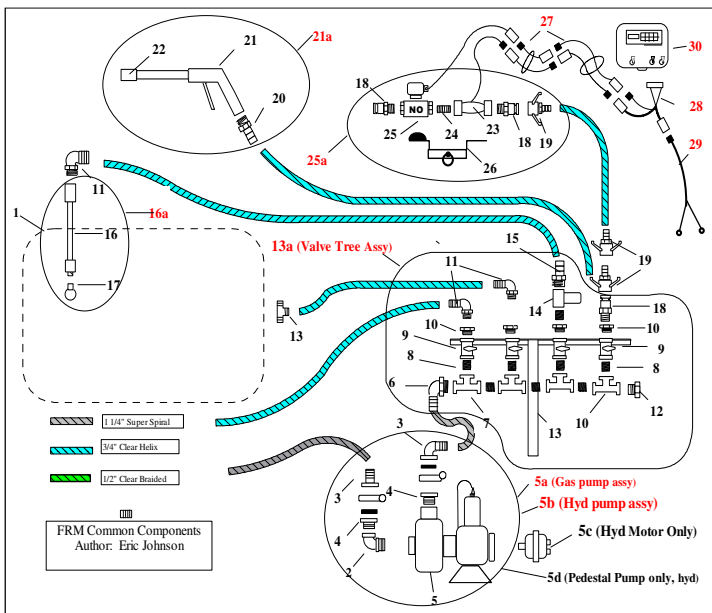 22
21
21a
27
30
18
20
NO
28
25
24
23
18
19
26
25a
29
11
1
16a
16
13a (Valve Tree Assy)
15
19
17
11
14
18
13
10
10
9
9
8
8
6
7
10
12
3
13
1 1/4" Super Spiral
3/4" Clear Helix
1/2" Clear Braided
3
4
5a (Gas pump assy)
5b (Hyd pump assy)
5c (Hyd Motor Only)
FRM Common Components
Author: Eric Johnson
4
2
5
5d (Pedestal Pump only, hyd)